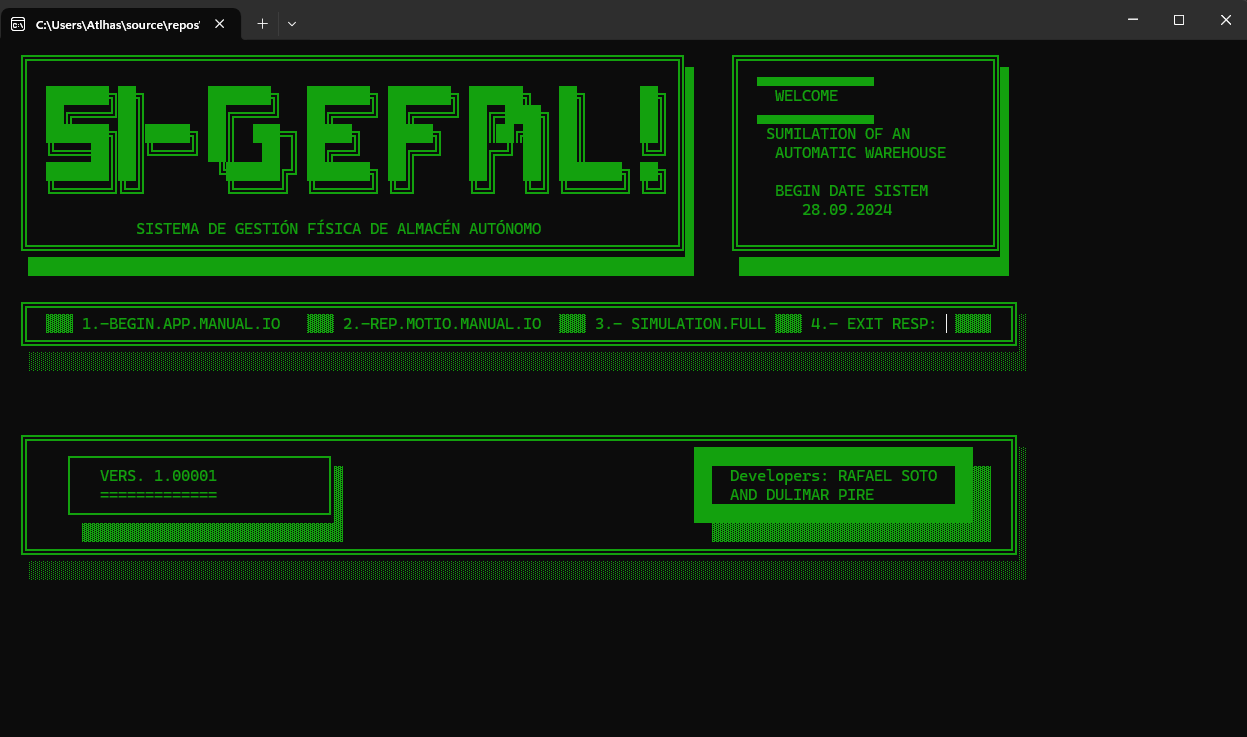 C:\Users\Atlhas\source\repos\
SI-GEFAL!
SISTEMA DE GESTIÓN FÍSICA DE ALMACÉN AUTÓNOMO
WELCOME
SUMILATION OF AN
AUTOMATIC WAREHOUSE
BEGIN DATE SISTEM
28.09.2024
1.-BEGIN.APP.MANUAL.IO 2.-REP.MOTIO.MANUAL.IO 3.- SIMULATION.FULL 4.- EXIT RESP:
VERS. 1.00001
=============
Developers: RAFAEL SOTO
AND DULIMAR PIRE